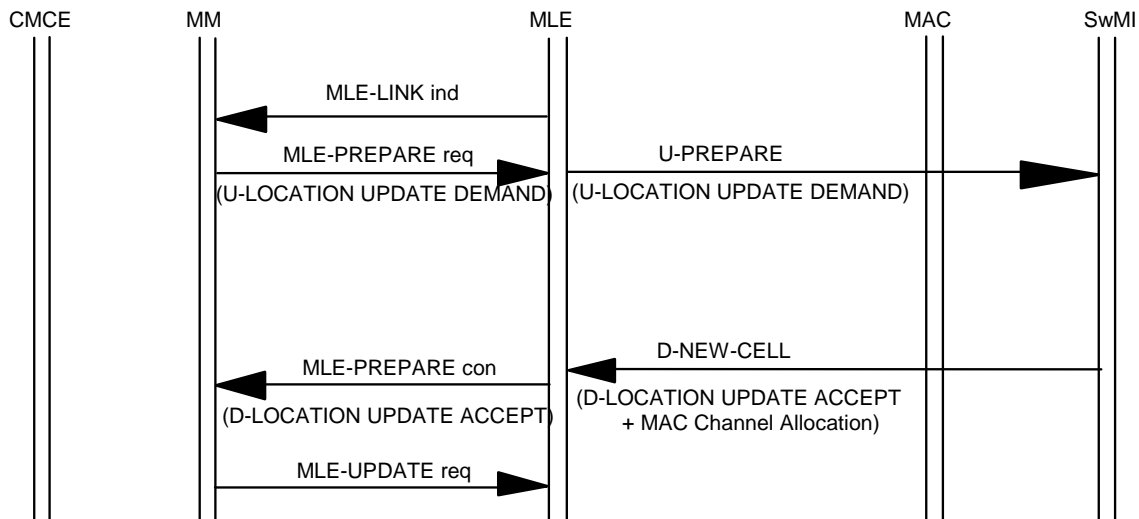 CMCE MM MLE MAC SwMI
MLE-LINK ind
MLE-PREPARE req U-PREPARE
(U-LOCATION UPDATE DEMAND) (U-LOCATION UPDATE DEMAND)
D-NEW-CELL
MLE-PREPARE con
(D-LOCATION UPDATE ACCEPT) (D-LOCATION UPDATE ACCEPT
+ MAC Channel Allocation)
MLE-UPDATE req